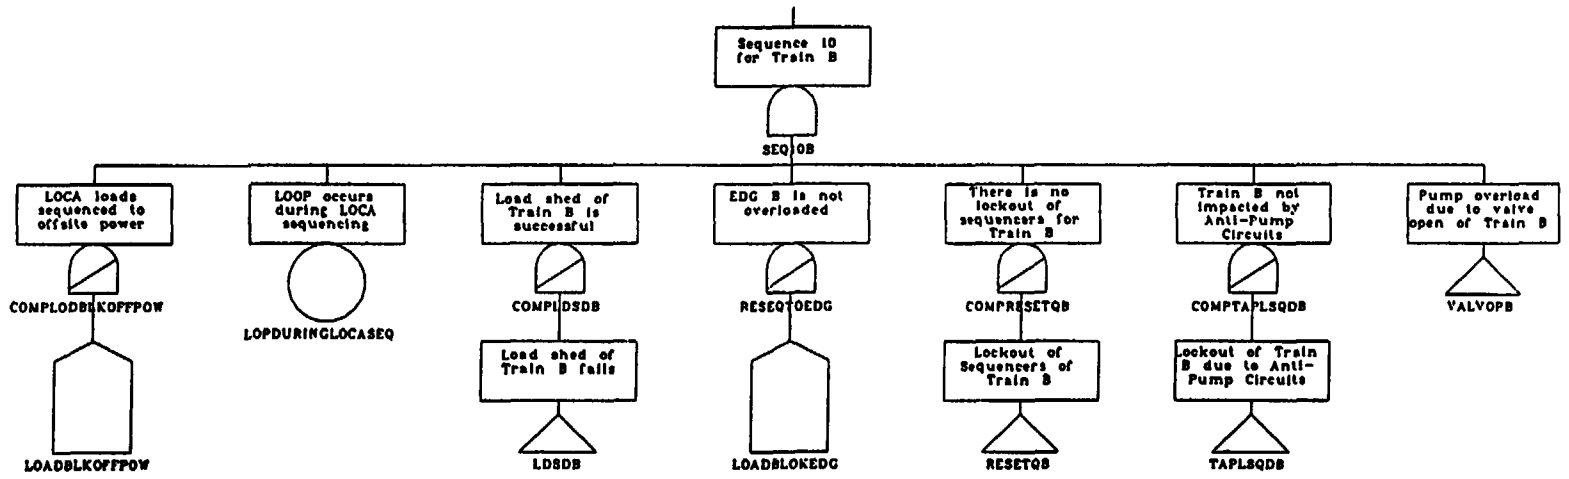 Sequence 10
for Train B
SEQ10B
LOCA loads
sequenced to
offsite power
COMPLODBLKOFFPOW
LOADBLKOFFPOW
LOOP occurs
during LOCA
sequencing
LOPDURINGLOCASEQ
Load shed of
Train B is
successful
COMPLDSDB
Load shed of
Train B fails
LDSDB
EDG B is not
overloaded
RESEQTOEDG
LOADBLOKEDG
There is no
lockout of
sequencers for
Train B
COMPRESETQB
Lockout of
Sequencers of
Train B
RESETQB
Train B not
impacted by
Anti-Pump
Circuits
COMPTAPLSQDB
Lockout of Train
B due to Anti-
Pump Circuits
TAPLSQDB
Pump overload
due to valve
open of Train B
VALVOPB